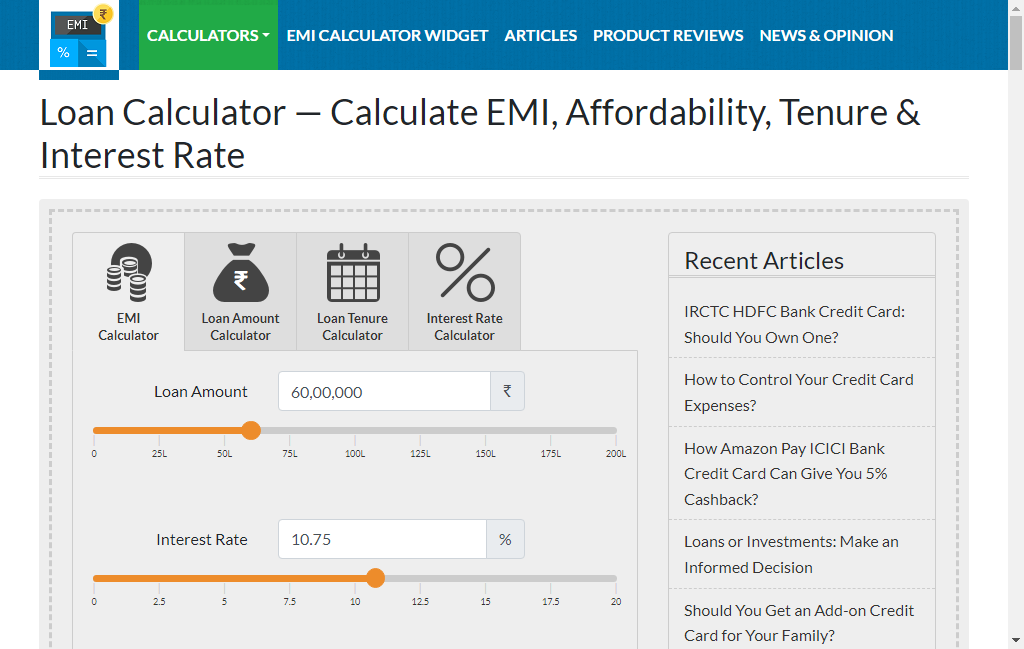 EMI ₹
% =
CALCULATORS EMI CALCULATOR WIDGET ARTICLES PRODUCT REVIEWS NEWS & OPINION
Loan Calculator — Calculate EMI, Affordability, Tenure &
Interest Rate
EMI
Calculator
₹
Loan Amount
Calculator
Loan Tenure
Calculator
Interest Rate
Calculator
Loan Amount 60,00,000 ₹
0 25L 50L 75L 100L 125L 150L 175L 200L
Interest Rate 10.75 %
0 2.5 5 7.5 10 12.5 15 17.5 20
Recent Articles
IRCTC HDFC Bank Credit Card:
Should You Own One?
How to Control Your Credit Card
Expenses?
How Amazon Pay ICICI Bank
Credit Card Can Give You 5%
Cashback?
Loans or Investments: Make an
Informed Decision
Should You Get an Add-on Credit
Card for Your Family?